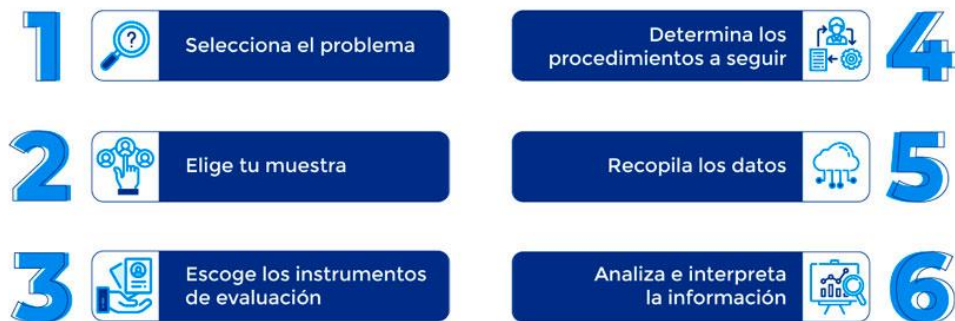 1
Selecciona el problema
2
Elige tu muestra
3
Escoge los instrumentos
de evaluación
Determina los
procedimientos a seguir
4
Recopila los datos
5
Analiza e interpreta
la información
6